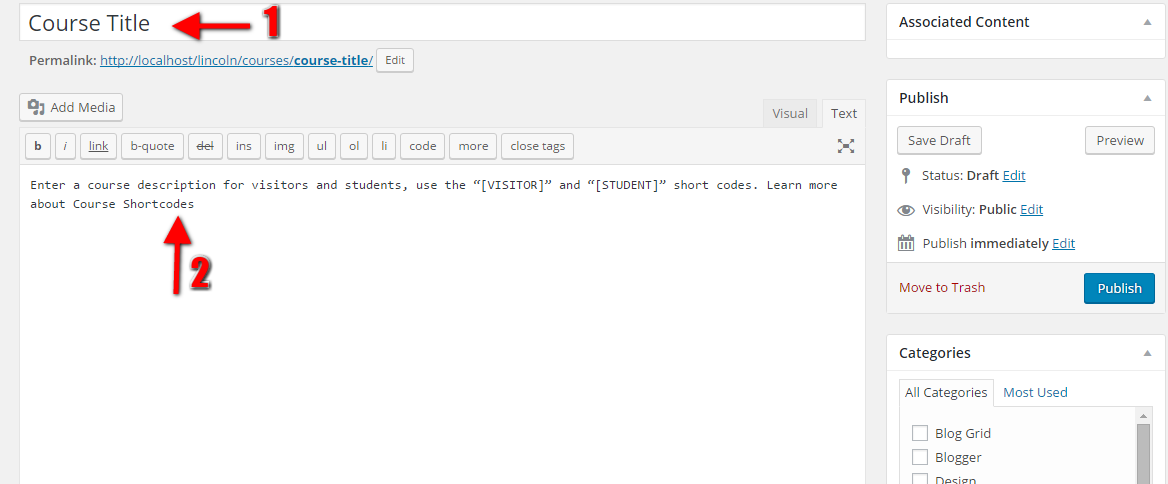 Course Title
1
Permalink: http://localhost/lincoln/courses/course-title/ Edit
Add Media
Visual Text
b i link b-quote del ins img ul ol li code more close tags
Enter a course description for visitors and students, use the “[VISITOR]” and “[STUDENT]” short codes. Learn more
about Course Shortcodes
2
Associated Content
Publish
Save Draft Preview
Status: Draft Edit
Visibility: Public Edit
Publish immediately Edit
Move to Trash Publish
Categories
All Categories Most Used
Blog Grid
Blogger
Design